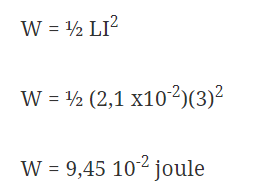 W = ½ LI²
W = ½ (2,1 x10⁻²)(3)²
W = 9,45 10⁻² joule